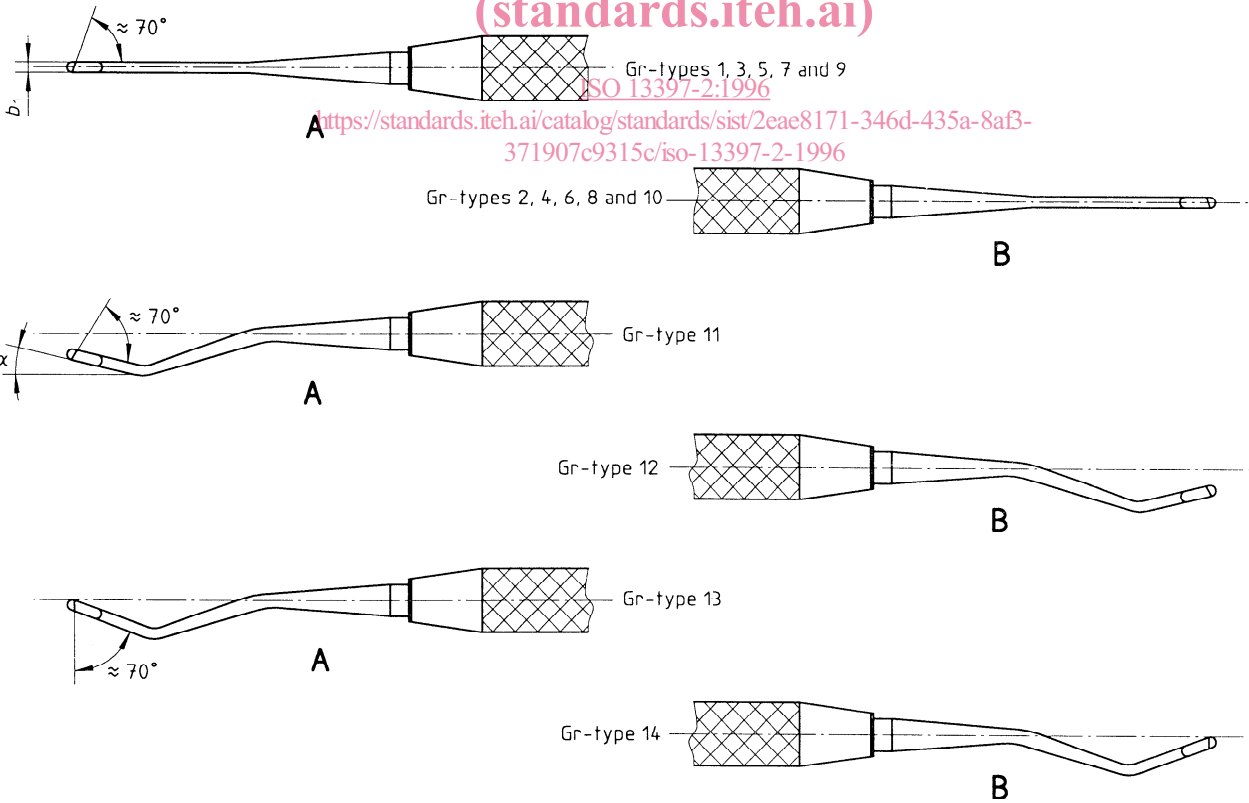 (standards.iteh.ai)
≈ 70°
Gr-types 1, 3, 5, 7 and 9
b
ISO 13397-2:1996
A
https://standards.iteh.ai/catalog/standards/sist/2eae8171-346d-435a-8af3-
371907c9315c/iso-13397-2-1996
Gr-types 2, 4, 6, 8 and 10
B
≈ 70°
Gr-type 11
α
A
Gr-type 12
B
Gr-type 13
A
≈ 70°
Gr-type 14
B